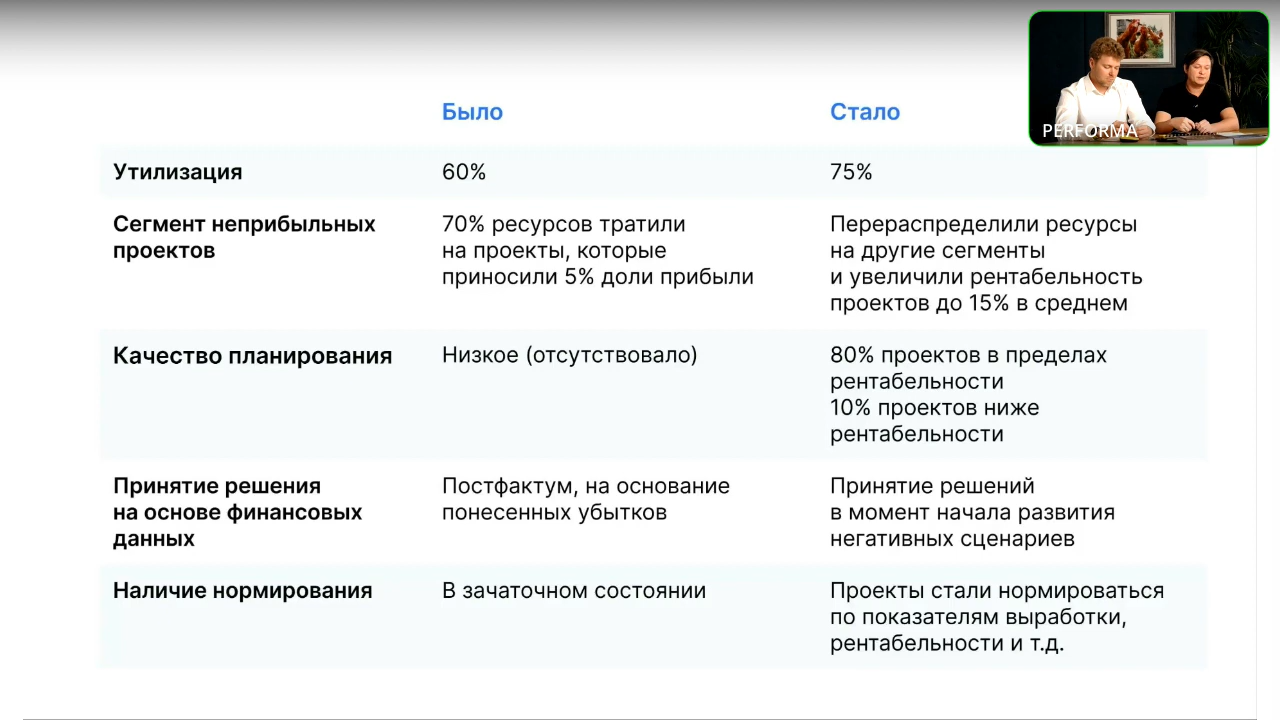 Было
Стало
PERFORMA
Утилизация
60%
75%
Сегмент неприбыльных
проектов
70% ресурсов тратили
на проекты, которые
приносили 5% доли прибыли
Перераспределили ресурсы
на другие сегменты
и увеличили рентабельность
проектов до 15% в среднем
Качество планирования
Низкое (отсутствовало)
80% проектов в пределах
рентабельности
10% проектов ниже
рентабельности
Принятие решения
на основе финансовых
данных
Постфактум, на основание
понесенных убытков
Принятие решений
в момент начала развития
негативных сценариев
Наличие нормирования
В зачаточном состоянии
Проекты стали нормироваться
по показателям выработки,
рентабельности и т.д.